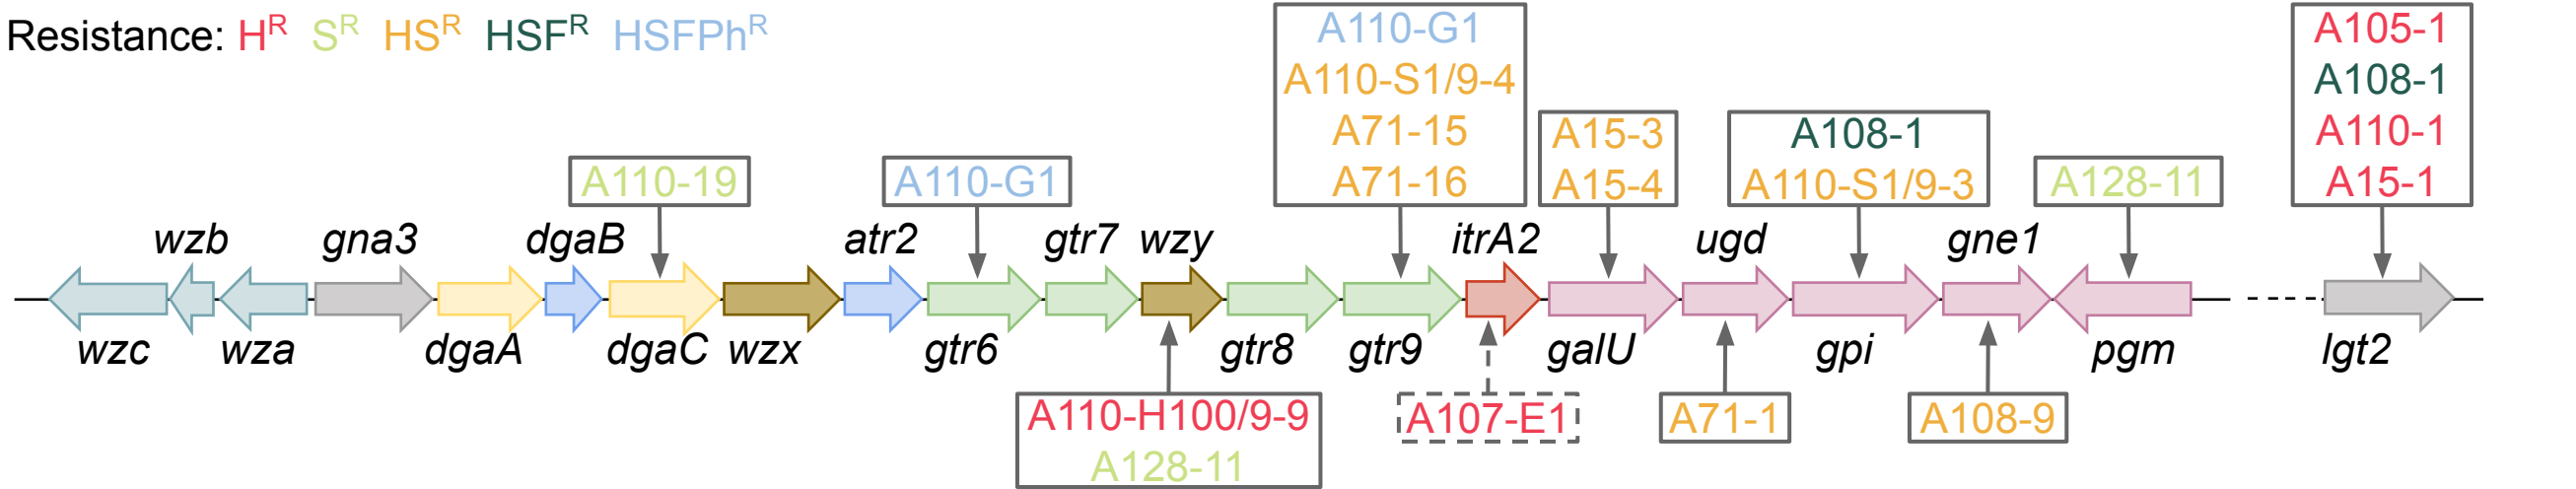 Resistance: H^R S^R HS^R HSF^R HSFPh^R
A110-G1
A110-S1/9-4
A71-15
A71-16
A105-1
A108-1
A110-1
A15-1
A15-3
A15-4
A108-1
A110-S1/9-3
A110-19
A110-G1
A128-11
wzb gna3 dgaB atr2 gtr7 wzy itrA2 ugd gne1
wzc wza dgaA dgaC wzx gtr6 gtr8 gtr9 galU gpi pgm lgt2
A110-H100/9-9
A128-11
A107-E1
A71-1
A108-9